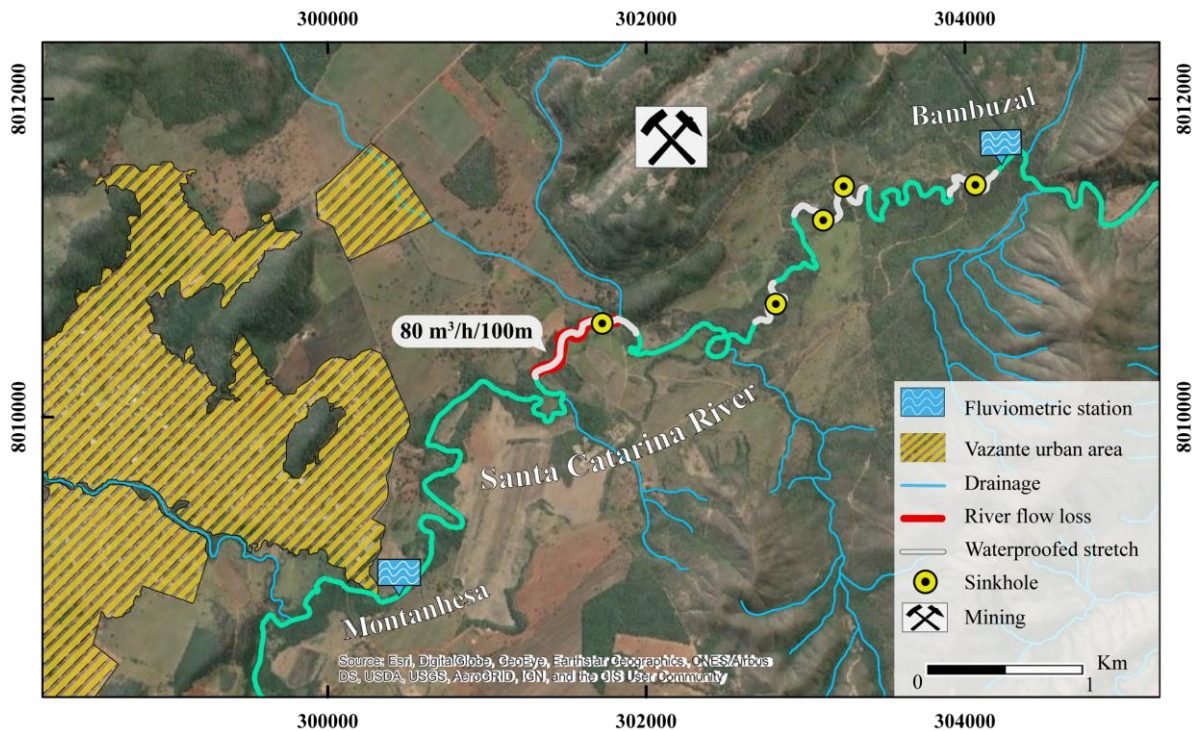 300000 302000 304000
8012000 8012000
Bambuzal
80 m³/h/100m
8010000 8010000
Santa Catarina River
Montanhesa
Fluviometric station
Vazante urban area
Drainage
River flow loss
Waterproofed stretch
Sinkhole
Mining
Km
0 1
Source: Esri, DigitalGlobe, GeoEye, Earthstar Geographics, CNES/Airbus
DS, USDA, USGS, AeroGRID, IGN, and the GIS User Community
300000 302000 304000